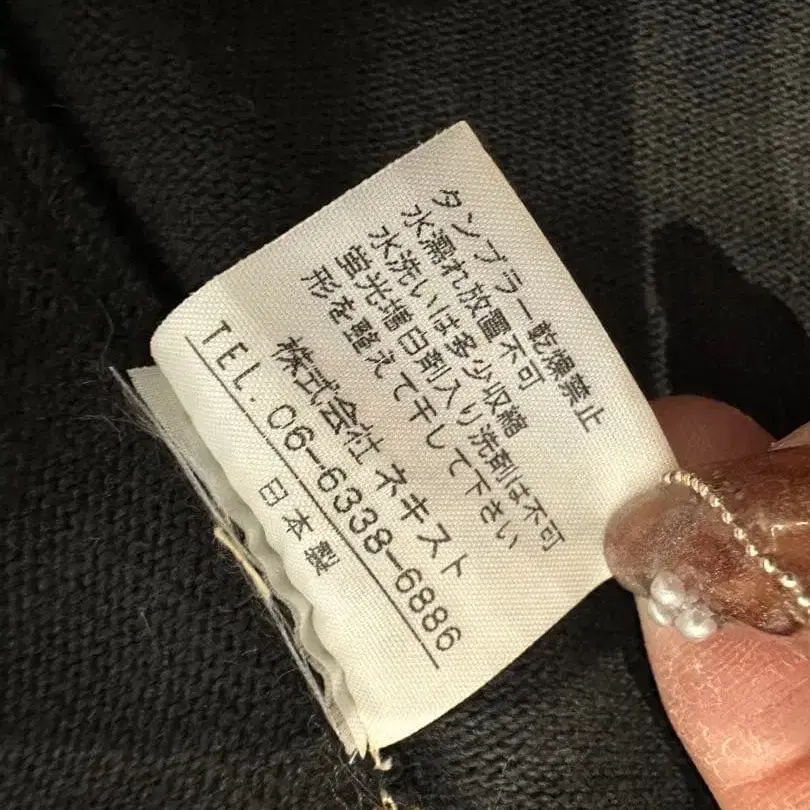 タンブラー乾燥禁止
水濡れ放置不可
水洗いは多少収縮
蛍光増白剤入り洗剤は不可
形を整えて干して下さい
株式会社 ネキスト
TEL. 06-6338-6886
日本製